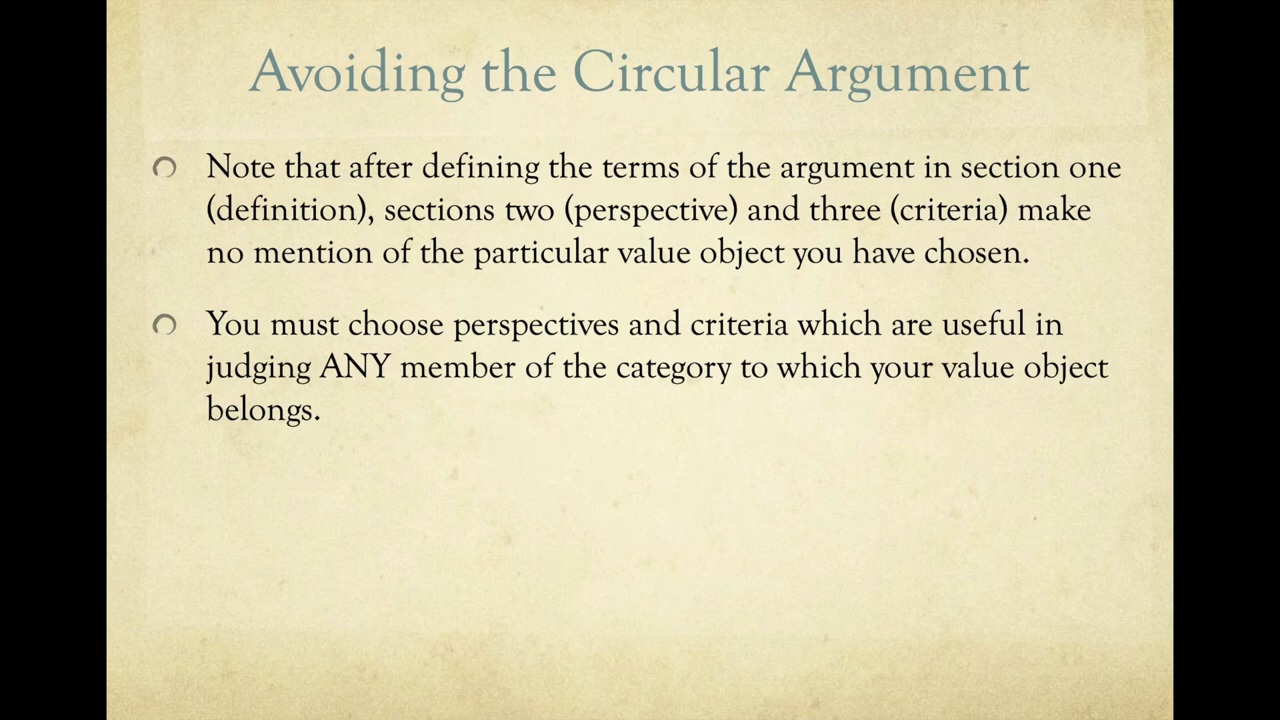 Avoiding the Circular Argument
Note that after defining the terms of the argument in section one
(definition), sections two (perspective) and three (criteria) make
no mention of the particular value object you have chosen.
You must choose perspectives and criteria which are useful in
judging ANY member of the category to which your value object
belongs.